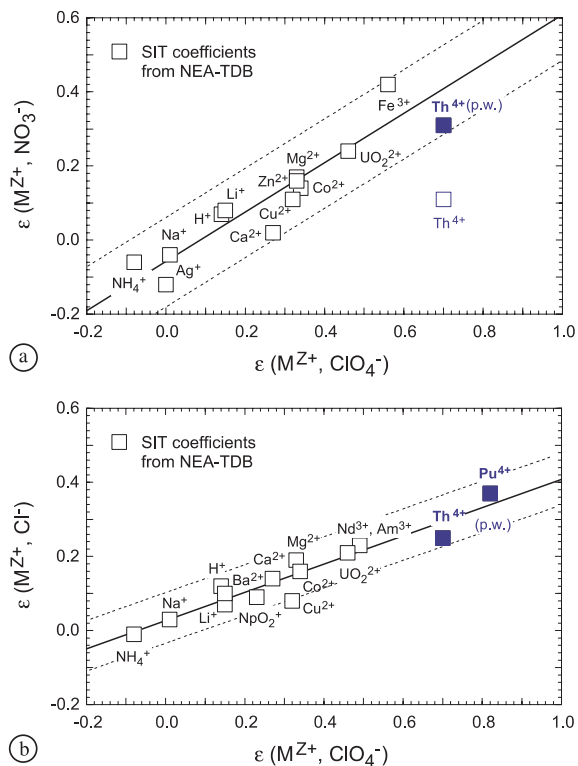 0.6
SIT coefficients
from NEA-TDB
0.4
Fe³⁺
Th⁴⁺(p.w.)
ε (Mᶻ⁺, NO₃⁻)
Mg²⁺
UO₂²⁺
0.2
Zn²⁺
Li⁺
Co²⁺
H⁺
Cu²⁺
Na⁺
Th⁴⁺
0.0
Ca²⁺
NH₄⁺
Ag⁺
-0.2
-0.2 0.0 0.2 0.4 0.6 0.8 1.0
a
ε (Mᶻ⁺, ClO₄⁻)
0.6
SIT coefficients
from NEA-TDB
Pu⁴⁺
0.4
Th⁴⁺
(p.w.)
ε (Mᶻ⁺, Cl⁻)
Nd³⁺, Am³⁺
Mg²⁺
Ca²⁺
0.2
H⁺
Ba²⁺
UO₂²⁺
Na⁺
Co²⁺
Li⁺
NpO₂⁺
Cu²⁺
0.0
NH₄⁺
-0.2
-0.2 0.0 0.2 0.4 0.6 0.8 1.0
b
ε (Mᶻ⁺, ClO₄⁻)